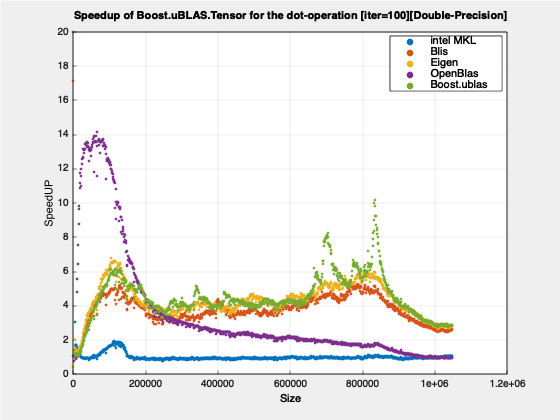 Speedup of Boost.uBLAS.Tensor for the dot-operation [iter=100][Double-Precision]
20
18
16
14
12
10
8
6
4
2
0
SpeedUP
intel MKL
Blis
Eigen
OpenBlas
Boost.ublas
0 200000 400000 600000 800000 1e+06 1.2e+06
Size